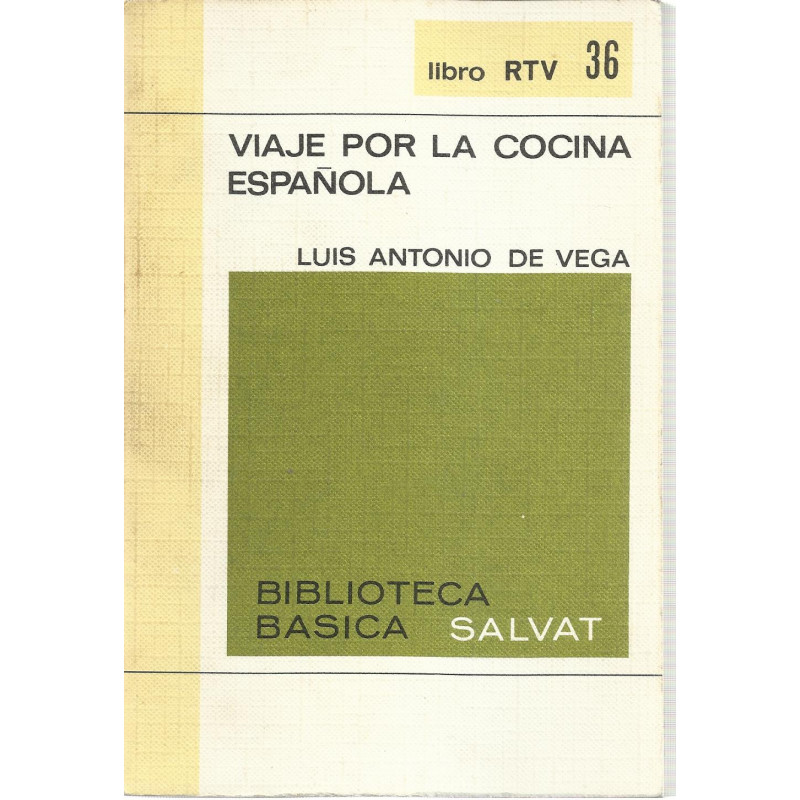 libro RTV 36
VIAJE POR LA COCINA
ESPAÑOLA
LUIS ANTONIO DE VEGA
BIBLIOTECA
BASICA SALVAT